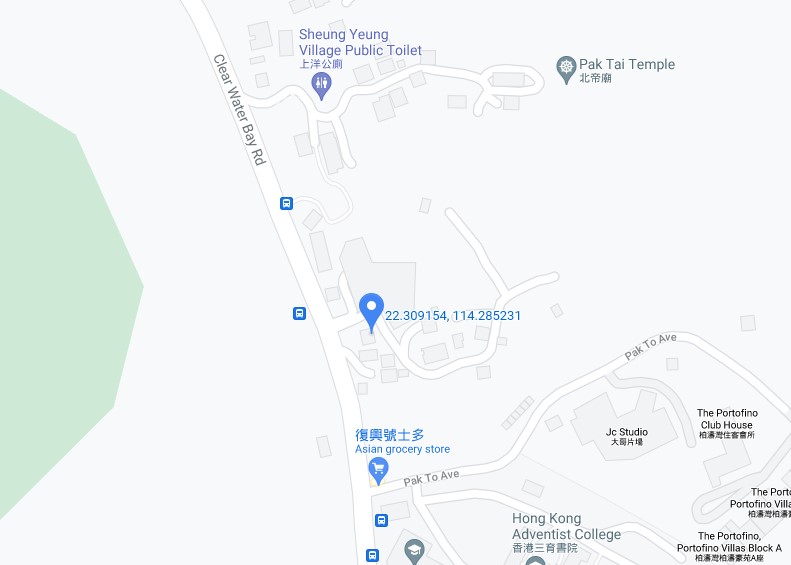 Sheung Yeung
Village Public Toilet
上洋公廁
Pak Tai Temple
北帝廟
Clear Water Bay Rd
22.309154, 114.285231
Pak To Ave
The Portofino
Club House
柏濤灣住客會所
Jc Studio
大哥片場
復興號士多
Asian grocery store
Pak To Ave
The Porto
Portofino Villa
柏濤灣柏濤豪
Hong Kong
Adventist College
香港三育書院
The Portofino,
Portofino Villas Block A
柏濤灣柏濤豪苑A座